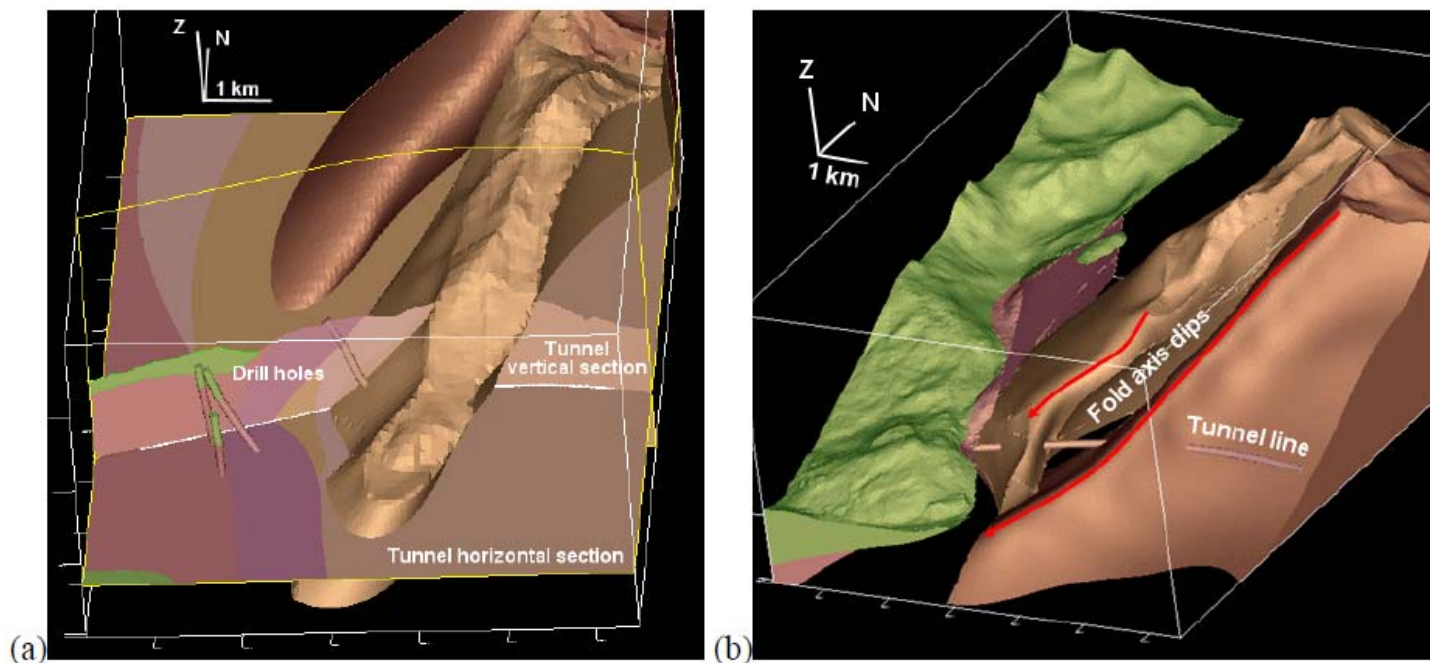 Z
N
1 km
Drill holes
Tunnel
vertical section
Tunnel horizontal section
(a)
Z
N
1 km
Fold axis dips
Tunnel line
(b)